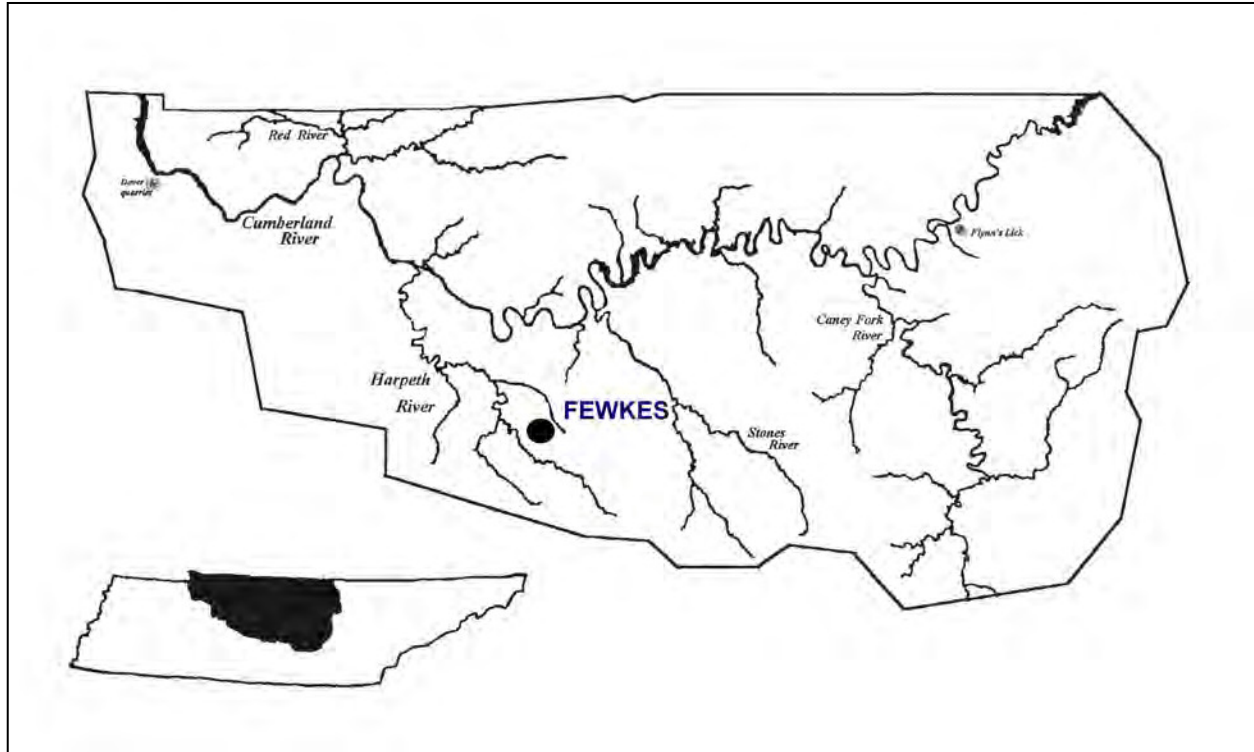 Red River
Dover
quarries
Cumberland
River
Flynn's Lick
Caney Fork
River
Harpeth
River
FEWKES
Stones
River